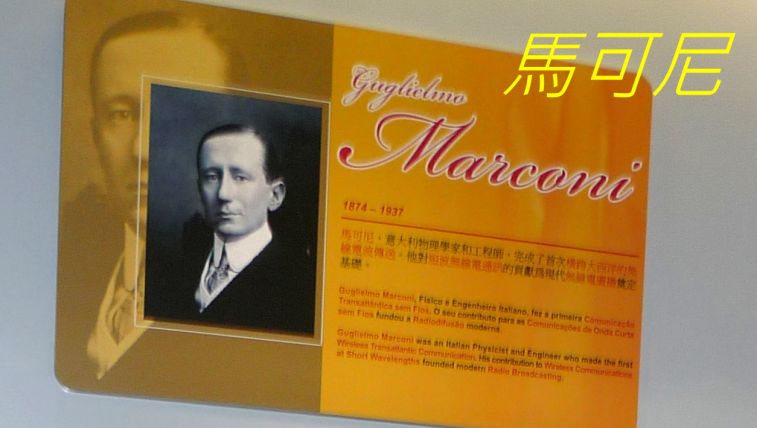 馬可尼
Guglielmo
Marconi
1874 – 1937
馬可尼，意大利物理學家和工程師，完成了首次橫跨大西洋的無
線電波傳送。他對短波無線電通訊的貢獻為現代無線電廣播奠定
基礎。
Guglielmo Marconi, Físico e Engenheiro Italiano, fez a primeira Comunicação
Transatlântica sem Fios. O seu contributo para as Comunicações de Onda Curta
sem Fios fundou a Radiodifusão moderna.
Guglielmo Marconi was an Italian Physicist and Engineer who made the first
Wireless Transatlantic Communication. His contribution to Wireless Communications
at Short Wavelengths founded modern Radio Broadcasting.